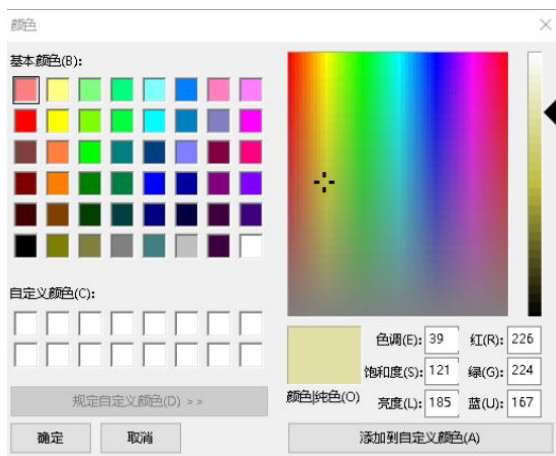 颜色
基本颜色(B):
自定义颜色(C):
规定自定义颜色(D) >>
确定
取消
颜色|纯色(O)
色调(E): 39
红(R): 226
饱和度(S): 121
绿(G): 224
亮度(L): 185
蓝(U): 167
添加到自定义颜色(A)